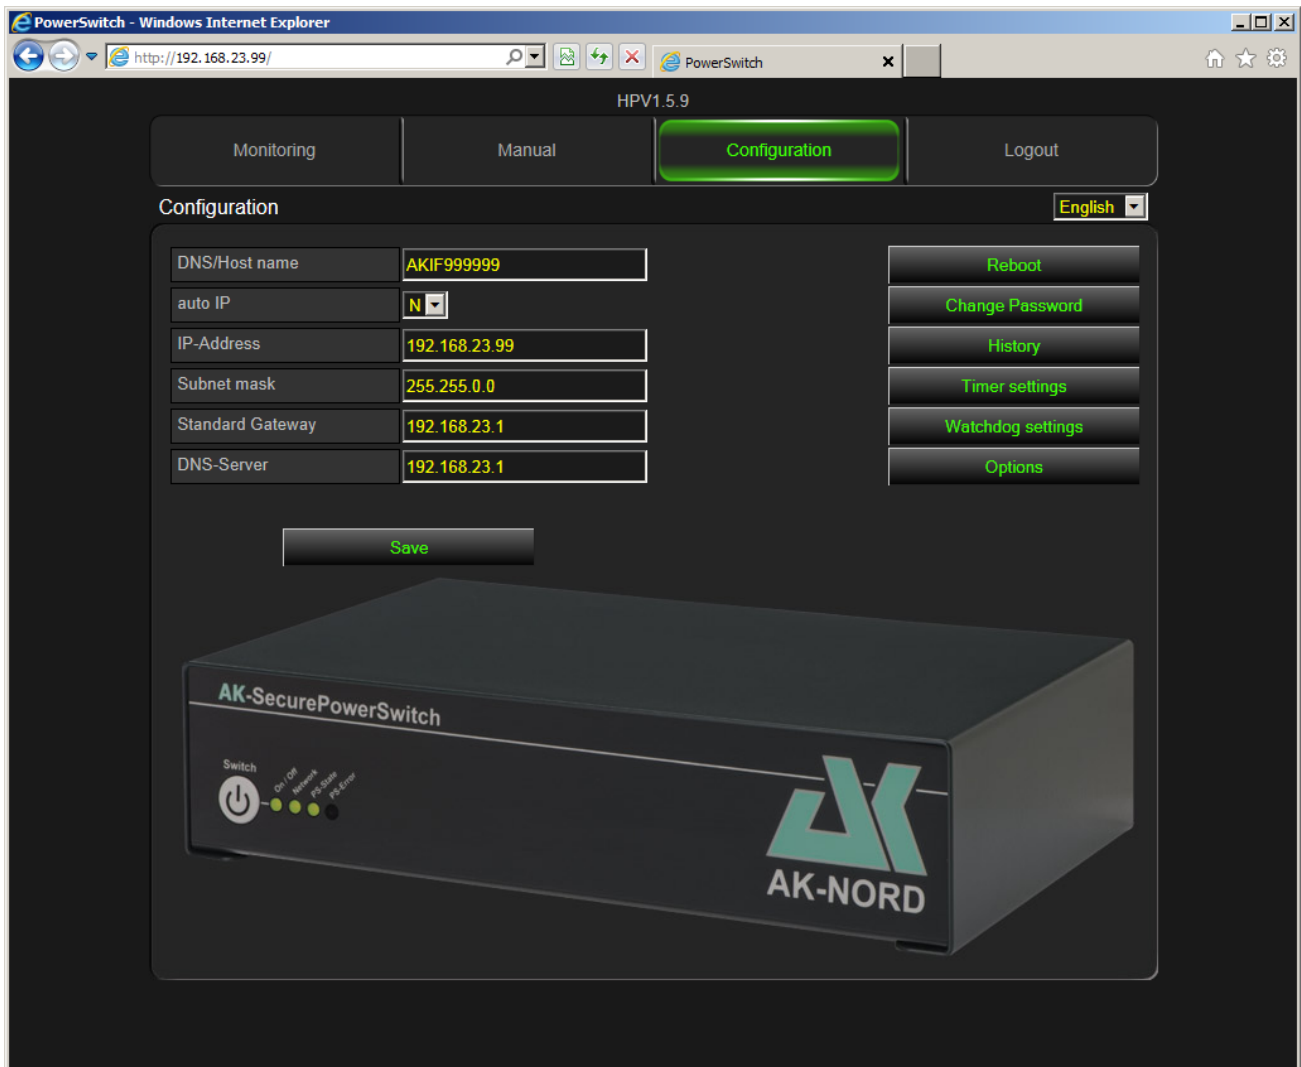 PowerSwitch - Windows Internet Explorer
http://192.168.23.99/
PowerSwitch
HPV1.5.9
Monitoring
Manual
Configuration
Logout
Configuration
English
DNS/Host name
AKIF999999
Reboot
auto IP
N
Change Password
IP-Address
192.168.23.99
History
Subnet mask
255.255.0.0
Timer settings
Standard Gateway
192.168.23.1
Watchdog settings
DNS-Server
192.168.23.1
Options
Save
AK-SecurePowerSwitch
Switch
On / Off
Network
PS-State
PS-Error
AK-NORD